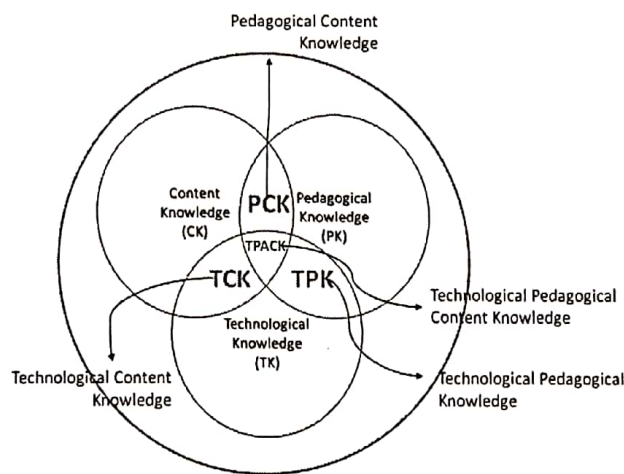 Pedagogical Content
Knowledge
Content
Knowledge
(CK)
PCK
Pedagogical
Knowledge
(PK)
TPACK
TCK
TPK
Technological
Knowledge
(TK)
Technological Pedagogical
Content Knowledge
Technological Content
Knowledge
Technological Pedagogical
Knowledge